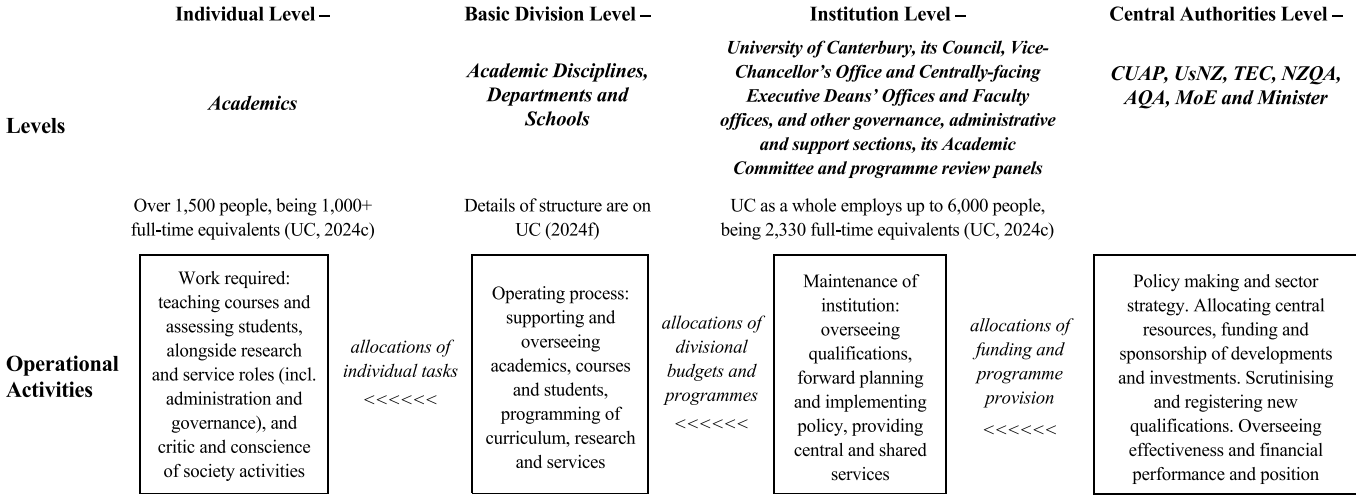 Individual Level –
Basic Division Level –
Institution Level –
Central Authorities Level –
Levels
Academics
Academic Disciplines,
Departments and
Schools
University of Canterbury, its Council, Vice-
Chancellor's Office and Centrally-facing
Executive Deans' Offices and Faculty
offices, and other governance, administrative
and support sections, its Academic
Committee and programme review panels
CUAP, UsNZ, TEC, NZQA,
AQA, MoE and Minister
Over 1,500 people, being 1,000+
full-time equivalents (UC, 2024c)
Details of structure are on
UC (2024f)
UC as a whole employs up to 6,000 people,
being 2,330 full-time equivalents (UC, 2024c)
Operational
Activities
Work required:
teaching courses and
assessing students,
alongside research
and service roles (incl.
administration and
governance), and
critic and conscience
of society activities
allocations of
individual tasks
<<<<<<
Operating process:
supporting and
overseeing
academics, courses
and students,
programming of
curriculum, research
and services
allocations of
divisional
budgets and
programmes
<<<<<<
Maintenance of
institution:
overseeing
qualifications,
forward planning
and implementing
policy, providing
central and shared
services
allocations of
funding and
programme
provision
<<<<<<
Policy making and sector
strategy. Allocating central
resources, funding and
sponsorship of developments
and investments. Scrutinising
and registering new
qualifications. Overseeing
effectiveness and financial
performance and position